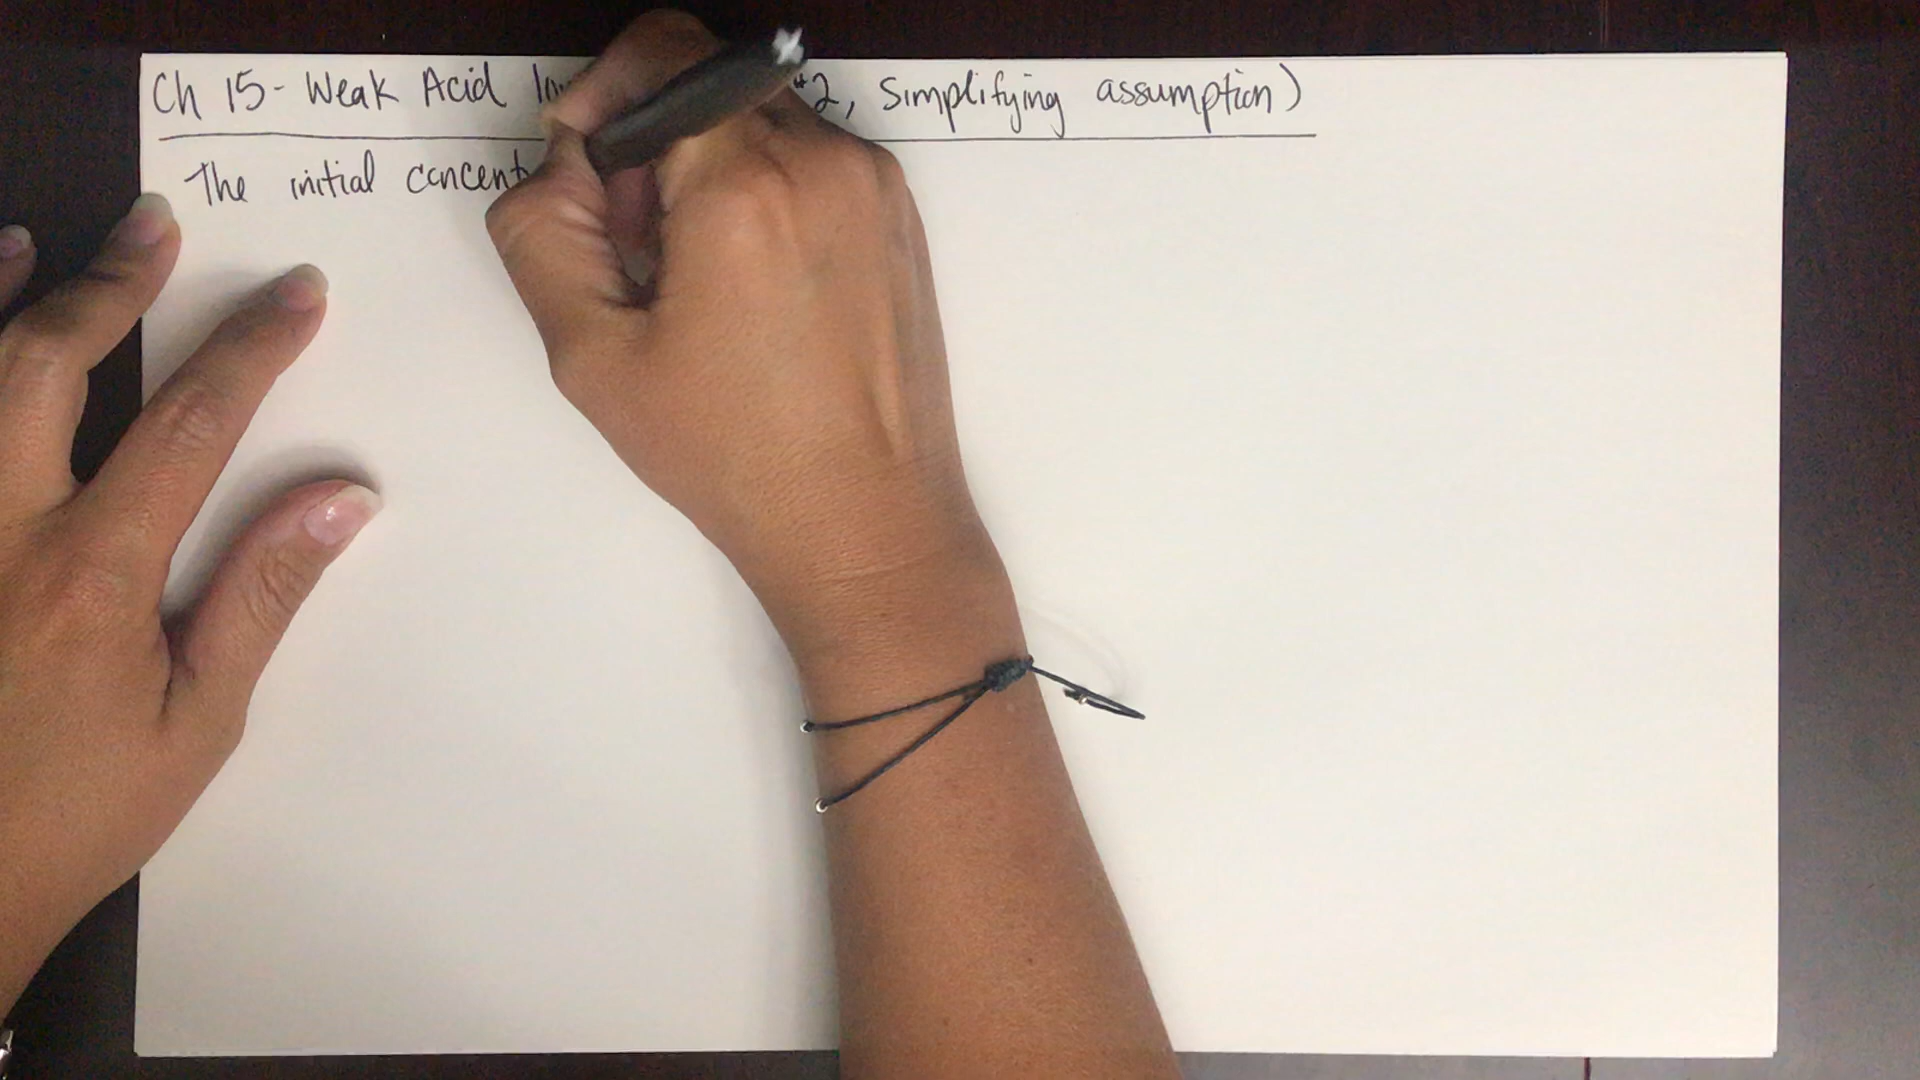 Ch 15- Weak Acid #2, Simplifying assumption)
The initial concent